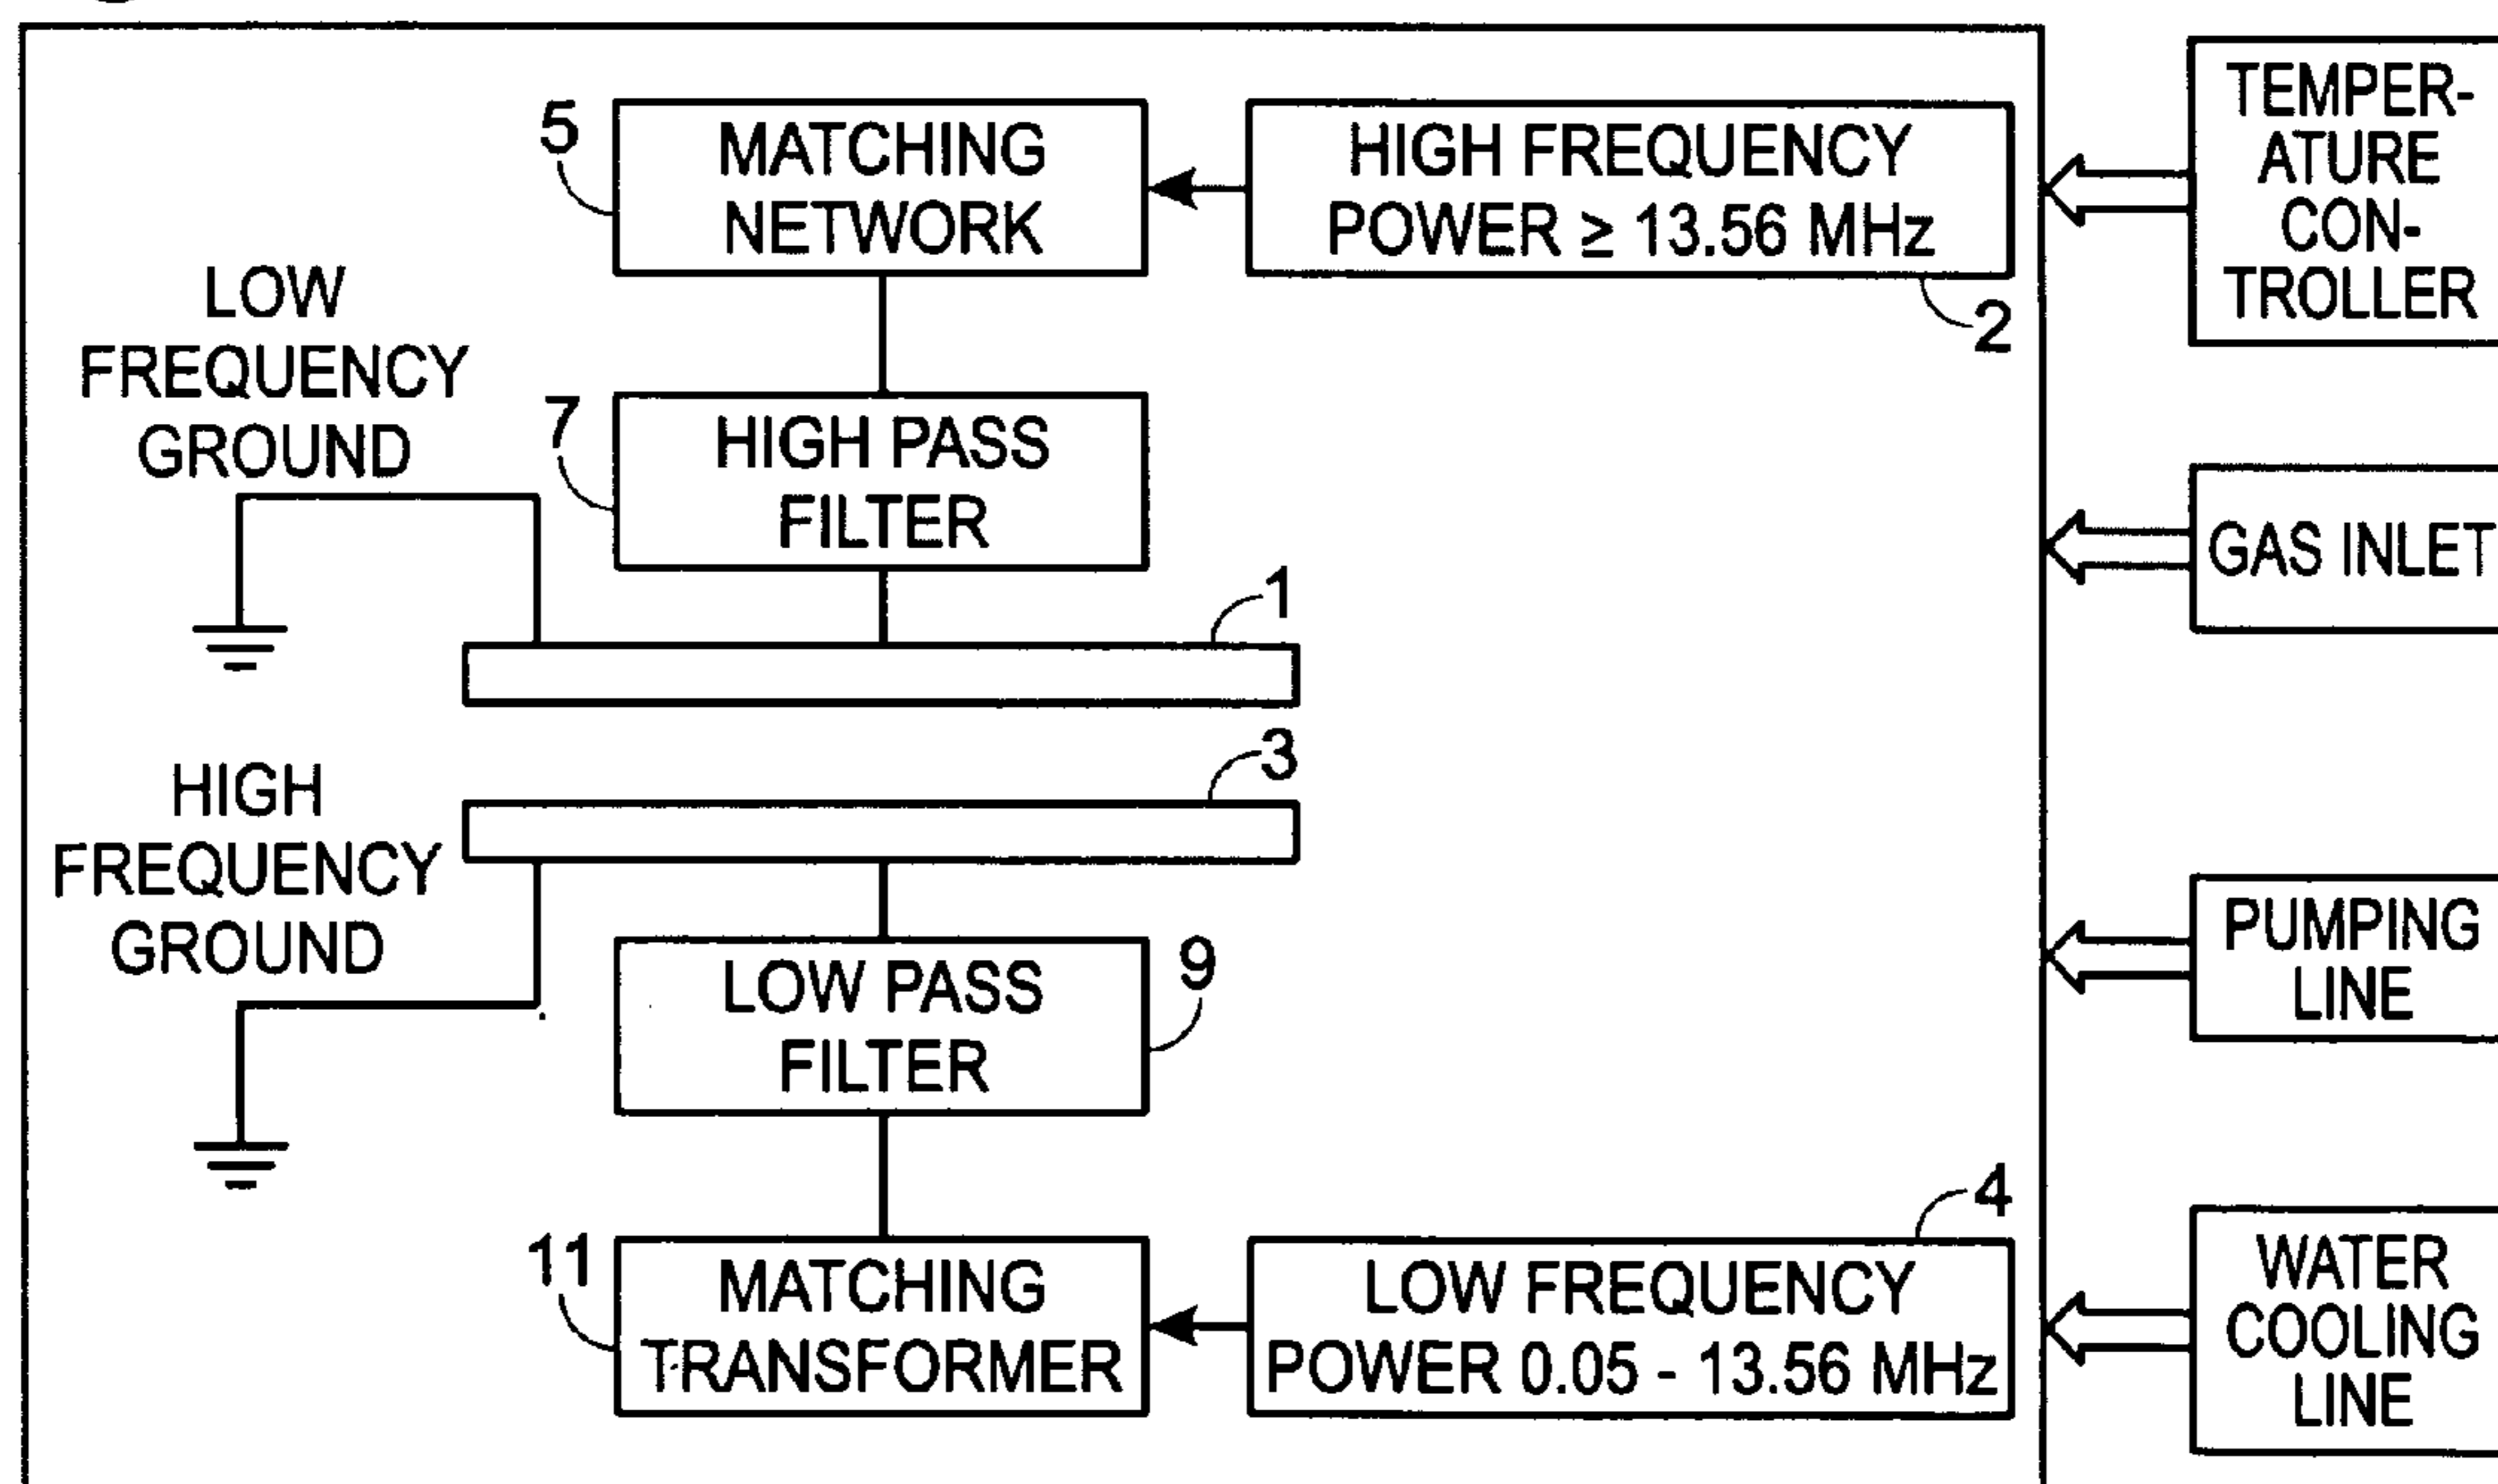 5
MATCHING
NETWORK
HIGH FREQUENCY
POWER ≥ 13.56 MHz
2
TEMPER-
ATURE
CON-
TROLLER
LOW
FREQUENCY
GROUND
7
HIGH PASS
FILTER
GAS INLET
1
3
HIGH
FREQUENCY
GROUND
LOW PASS
FILTER
9
PUMPING
LINE
11
MATCHING
TRANSFORMER
4
LOW FREQUENCY
POWER 0.05 - 13.56 MHz
WATER
COOLING
LINE